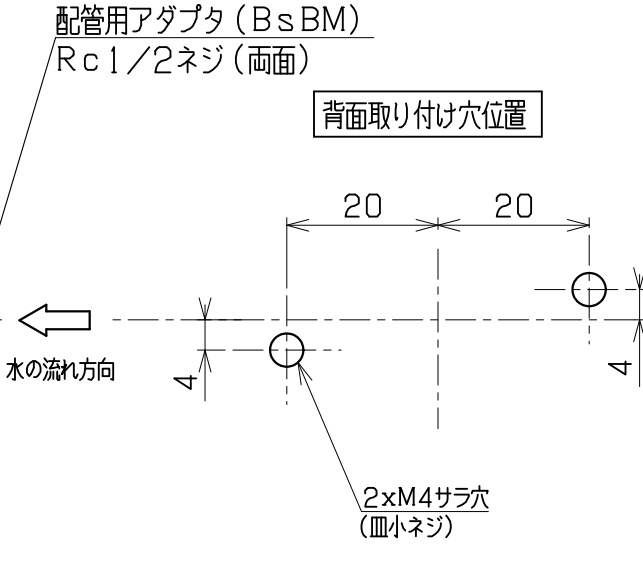 配管用アダプタ(BsBM)
Rc1/2ネジ(両面)
背面取り付け穴位置
20 20
水の流れ方向
4 4
2xM4サラ穴
(皿小ネジ)